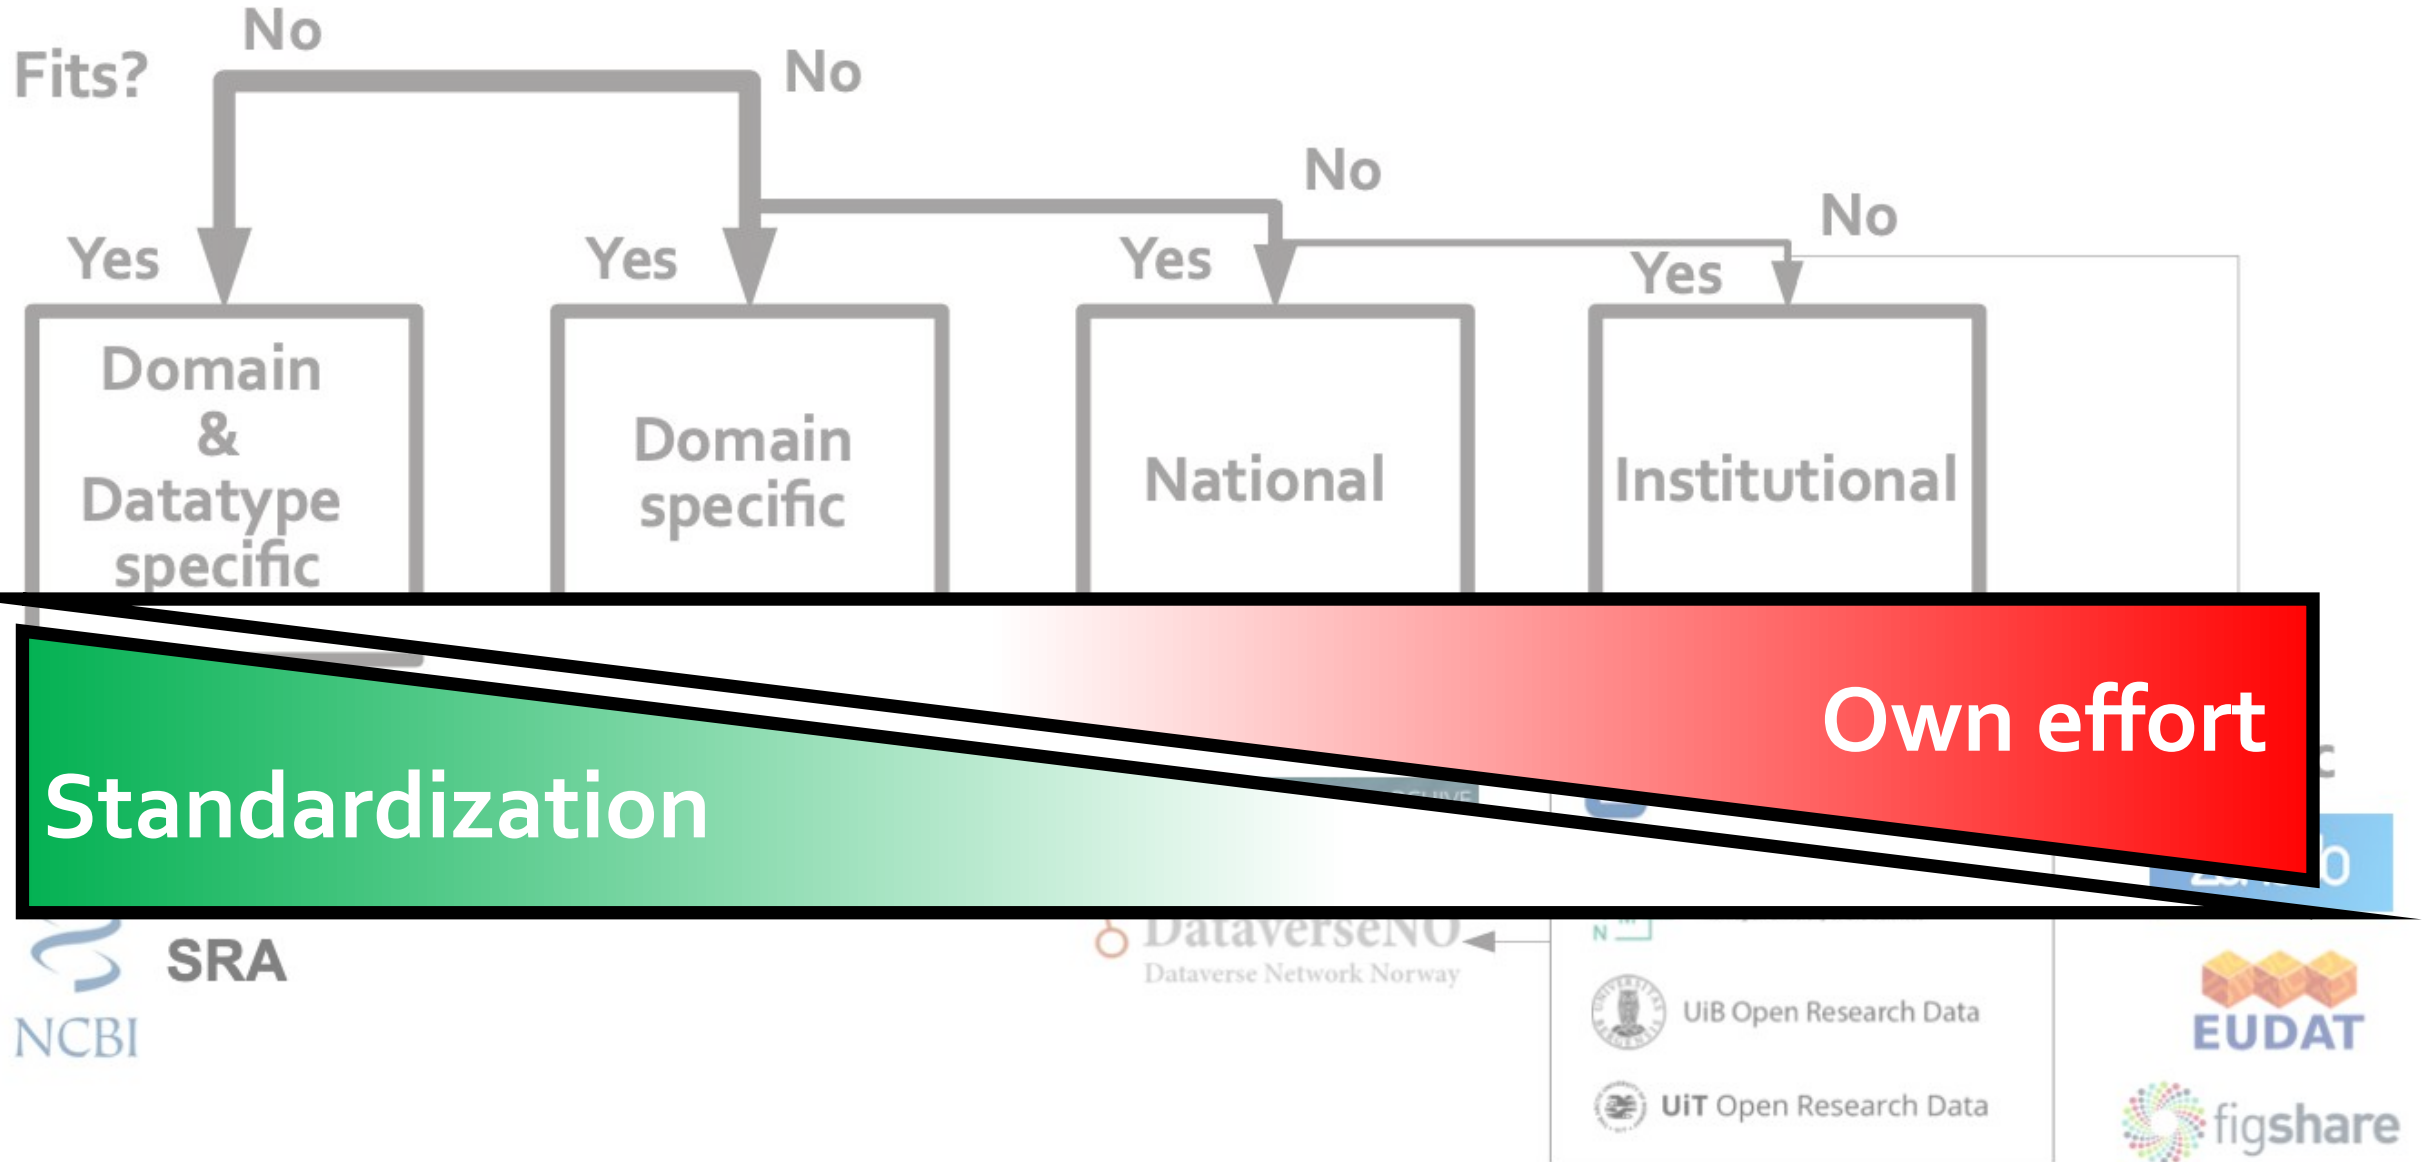 No
Fits?
No
No
No
Yes
Yes
Yes
Yes
Domain
&
Datatype
specific
Domain
specific
National
Institutional
Own effort
Standardization
SRA
NCBI
DataverseNO
Dataverse Network Norway
UiB Open Research Data
UiT Open Research Data
EUDAT
figshare